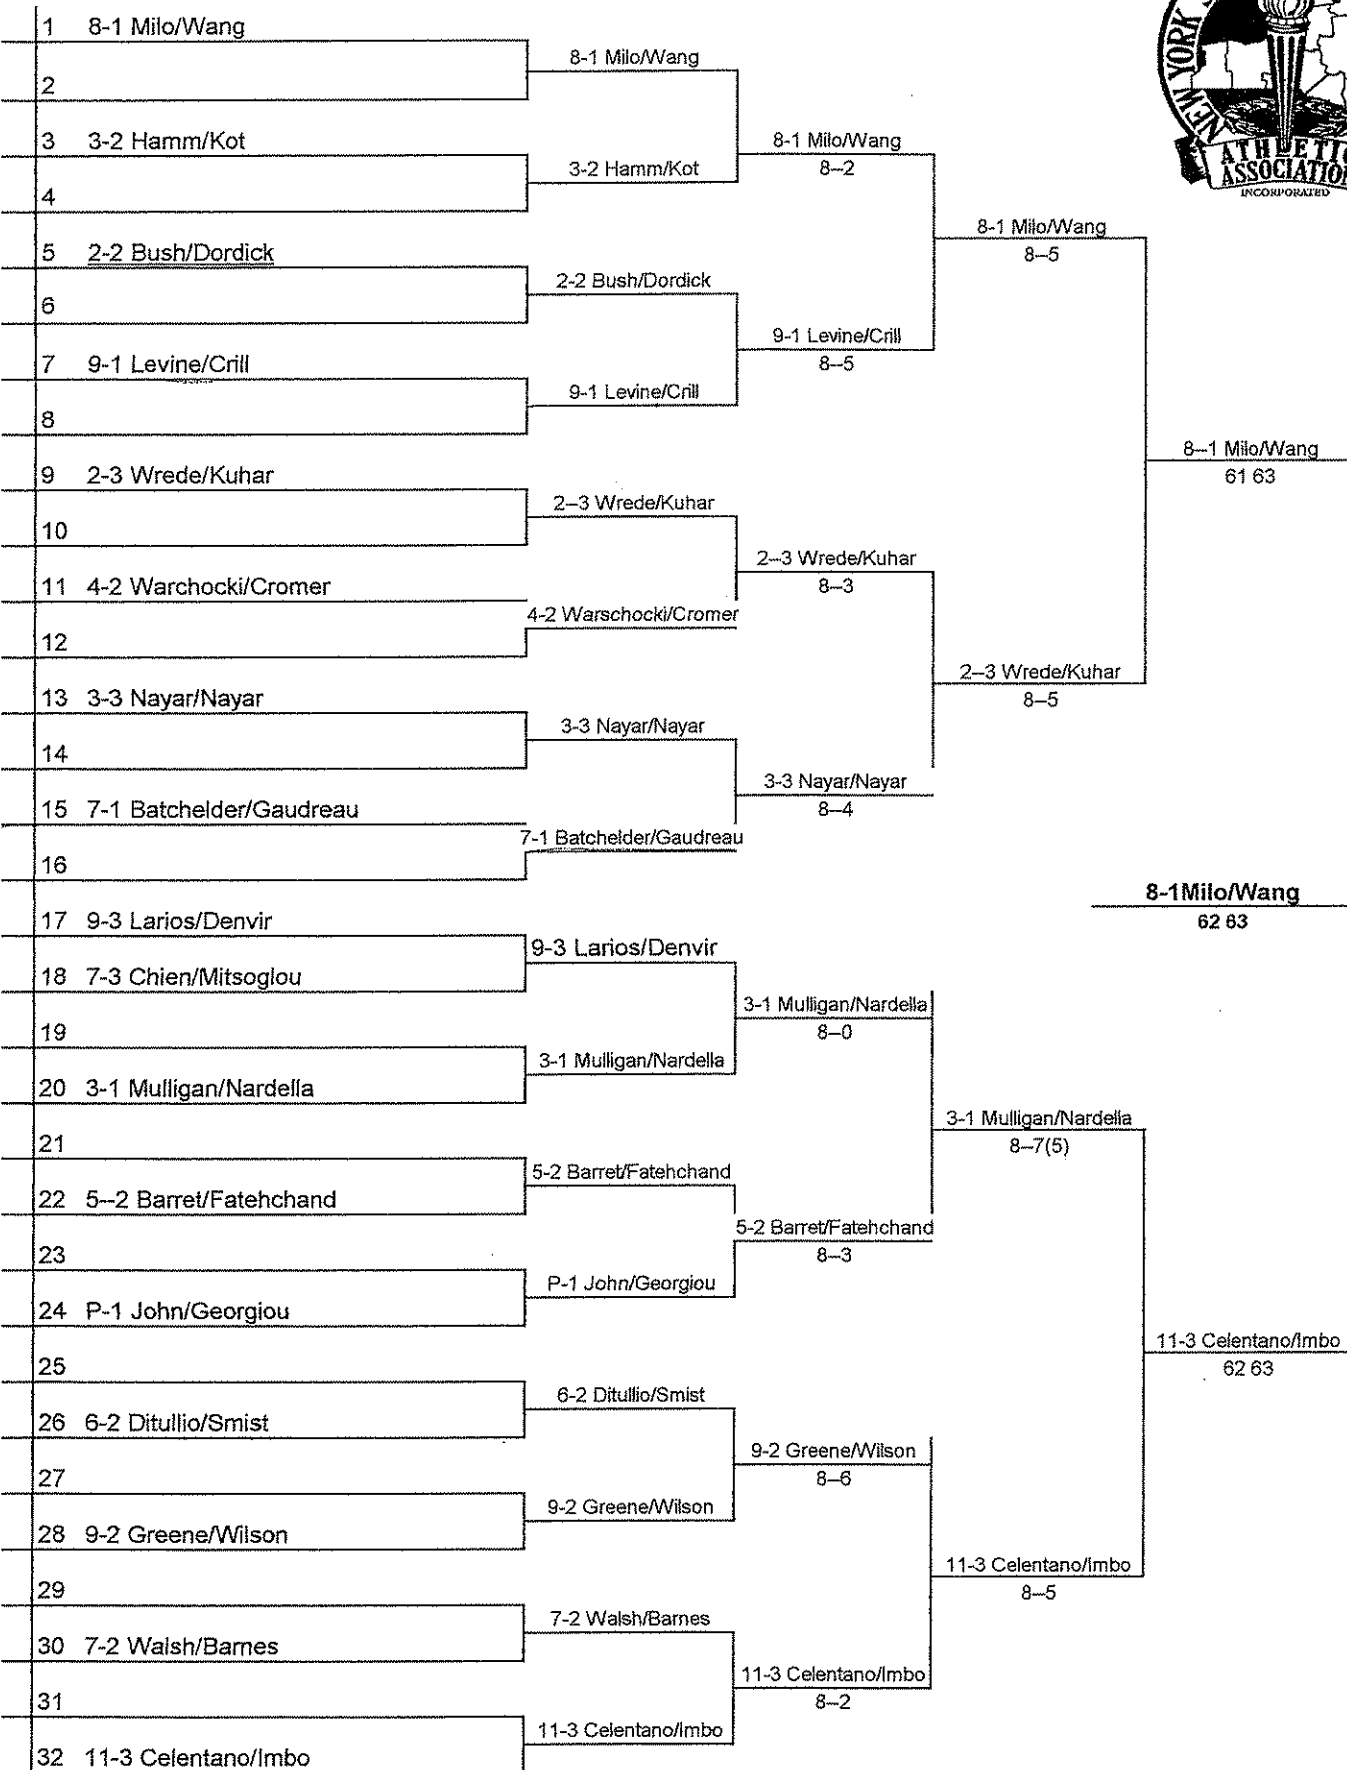 1 8-1 Milo/Wang
2
3 3-2 Hamm/Kot
4
5 2-2 Bush/Dordick
6
7 9-1 Levine/Crill
8
9 2-3 Wrede/Kuhar
10
11 4-2 Warchocki/Cromer
12
13 3-3 Nayar/Nayar
14
15 7-1 Batchelder/Gaudreau
16
17 9-3 Larios/Denvir
18 7-3 Chien/Mitsoglou
19
20 3-1 Mulligan/Nardella
21
22 5--2 Barret/Fatehchand
23
24 P-1 John/Georgiou
25
26 6-2 Ditullio/Smist
27
28 9-2 Greene/Wilson
29
30 7-2 Walsh/Barnes
31
32 11-3 Celentano/Imbo
8-1 Milo/Wang
3-2 Hamm/Kot
2-2 Bush/Dordick
9-1 Levine/Crill
2--3 Wrede/Kuhar
4-2 Warschocki/Cromer
3-3 Nayar/Nayar
7-1 Batchelder/Gaudreau
9-3 Larios/Denvir
3-1 Mulligan/Nardella
5-2 Barret/Fatehchand
P-1 John/Georgiou
6-2 Ditullio/Smist
9-2 Greene/Wilson
7-2 Walsh/Barnes
11-3 Celentano/Imbo
8-1 Milo/Wang
8--2
9-1 Levine/Crill
8--5
2--3 Wrede/Kuhar
8--3
3-3 Nayar/Nayar
8--4
3-1 Mulligan/Nardella
8--0
5-2 Barret/Fatehchand
8--3
9-2 Greene/Wilson
8--6
11-3 Celentano/Imbo
8--2
8-1 Milo/Wang
8--5
2--3 Wrede/Kuhar
8--5
3-1 Mulligan/Nardella
8--7(5)
11-3 Celentano/Imbo
8--5
8--1 Milo/Wang
61 63
11-3 Celentano/Imbo
62 63
8-1Milo/Wang
62 63
NEW YORK
ATHLETIC
ASSOCIATION
INCORPORATED